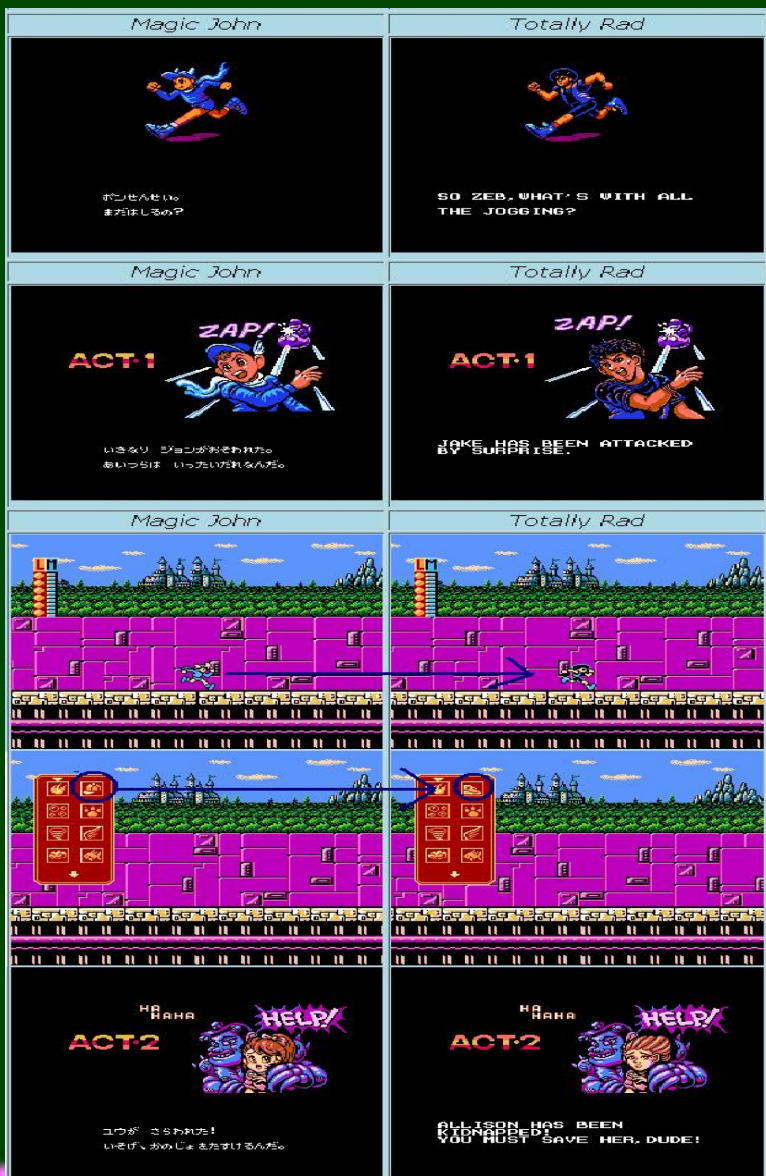 Magic John
Totally Rad
ボンせんせい。
まだはしるの?
SO ZEB, WHAT'S WITH ALL
THE JOGGING?
Magic John
Totally Rad
ZAP!
ACT·1
いきなり ジョンがおそわれた。
あいつらは いったいだれなんだ。
ZAP!
ACT·1
JAKE HAS BEEN ATTACKED
BY SURPRISE.
Magic John
Totally Rad
LM
LM
HA
HAHA
HELP!
ACT·2
ユウが さらわれた!
いそげ、かのじょをたすけるんだ。
HA
HAHA
HELP!
ACT·2
ALLISON HAS BEEN
KIDNAPPED!
YOU MUST SAVE HER, DUDE!